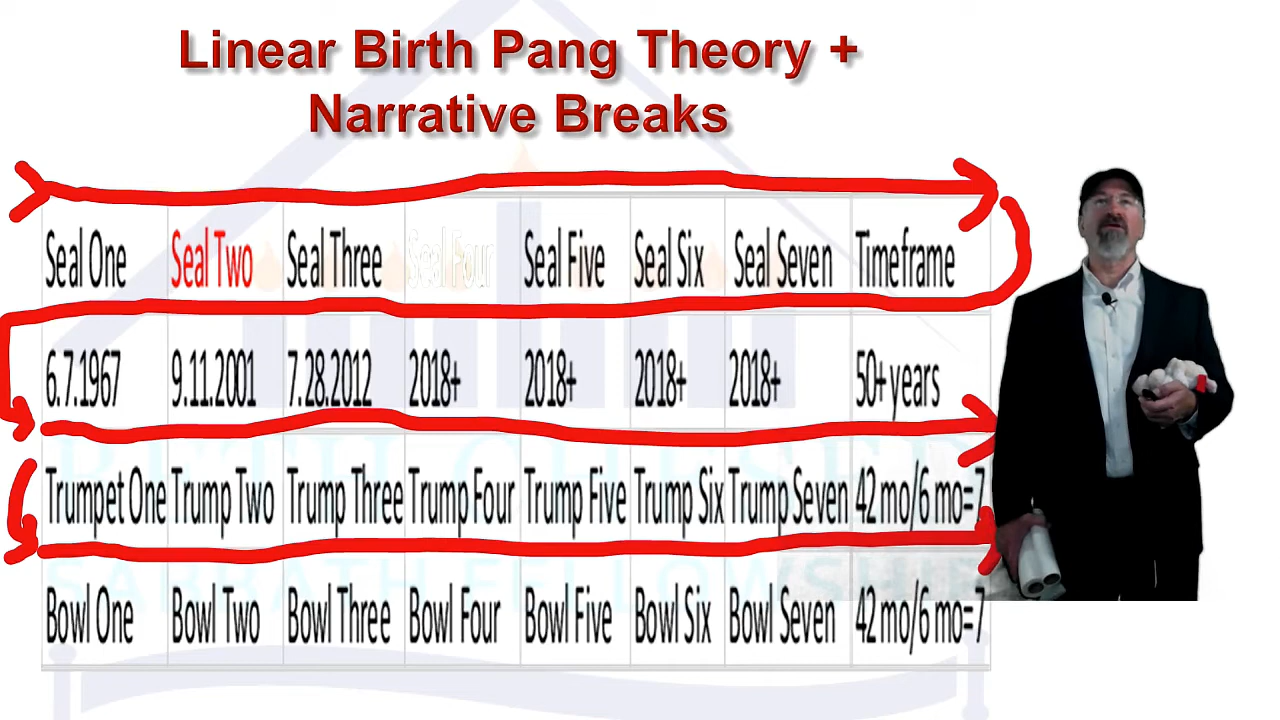 Linear Birth Pang Theory +
Narrative Breaks
Seal One Seal Two Seal Three Seal Four Seal Five Seal Six Seal Seven Timeframe
6.7.1967 9.11.2001 7.28.2012 2018+ 2018+ 2018+ 2018+ 50+ years
Trumpet One Trump Two Trump Three Trump Four Trump Five Trump Six Trump Seven 42 mo/6 mo=7
SABBATH FELLOWSHIP
Bowl One Bowl Two Bowl Three Bowl Four Bowl Five Bowl Six Bowl Seven 42 mo/6 mo=7